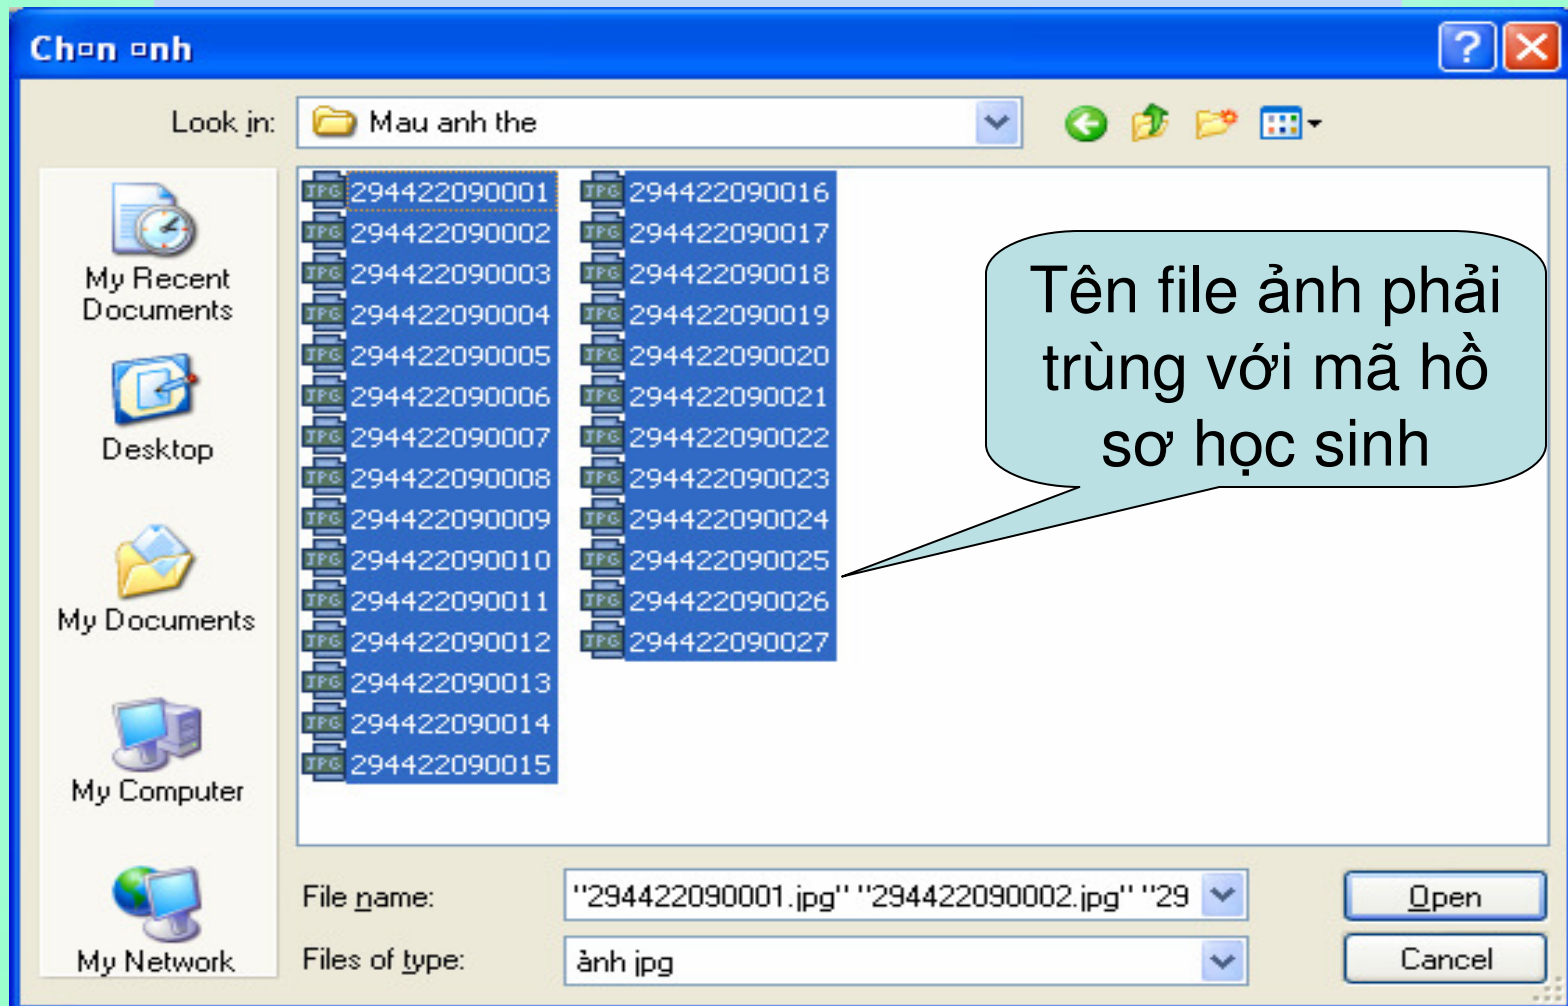 Ch¤n ¤nh
Look in:
Mau anh the
My Recent
Documents
Desktop
My Documents
My Computer
My Network
294422090001
294422090002
294422090003
294422090004
294422090005
294422090006
294422090007
294422090008
294422090009
294422090010
294422090011
294422090012
294422090013
294422090014
294422090015
294422090016
294422090017
294422090018
294422090019
294422090020
294422090021
294422090022
294422090023
294422090024
294422090025
294422090026
294422090027
Tên file ảnh phải
trùng với mã hồ
sơ học sinh
File name:
"294422090001.jpg" "294422090002.jpg" "29
Open
Files of type:
ảnh jpg
Cancel